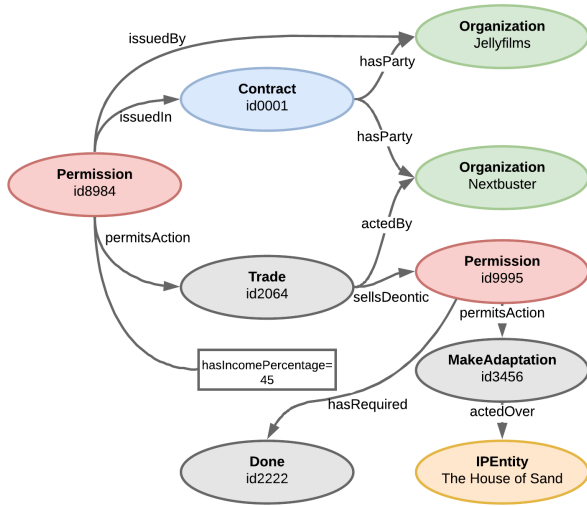 Organization
Jellyfilms
issuedBy
hasParty
Contract
id0001
issuedIn
hasParty
Permission
id8984
Organization
Nextbuster
actedBy
permitsAction
Trade
id2064
sellsDeontic
Permission
id9995
permitsAction
hasIncomePercentage=
45
MakeAdaptation
id3456
hasRequired
actedOver
Done
id2222
IPEntity
The House of Sand